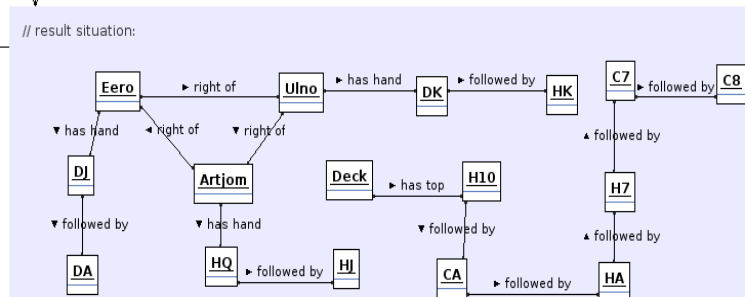 // result situation:
C7
C8
► followed by
Eero
► right of
Ulno
► has hand
DK
► followed by
HK
▼ has hand
◄ right of
▼ right of
▲ followed by
DJ
Artjom
Deck
► has top
H10
H7
▼ followed by
▼ has hand
▼ followed by
▲ followed by
DA
HQ
► followed by
HJ
CA
► followed by
HA